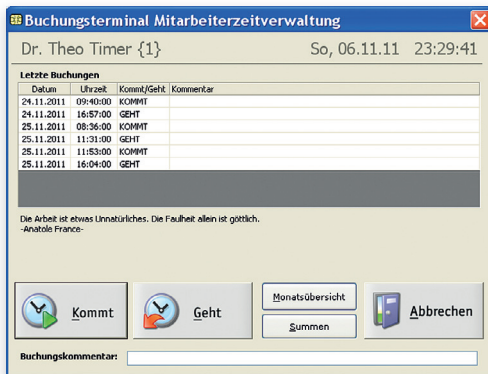 Buchungsterminal Mitarbeiterzeitverwaltung
Dr. Theo Timer {1} So, 06.11.11 23:29:41
Letzte Buchungen
Datum Uhrzeit Kommt/Geht Kommentar
24.11.2011 09:40:00 KOMMT
24.11.2011 16:57:00 GEHT
25.11.2011 08:36:00 KOMMT
25.11.2011 11:31:00 GEHT
25.11.2011 11:53:00 KOMMT
25.11.2011 16:04:00 GEHT
Die Arbeit ist etwas Unnatürliches. Die Faulheit allein ist göttlich.
-Anatole France-
Kommt Geht Monatsübersicht Abbrechen
Summen
Buchungskommentar: